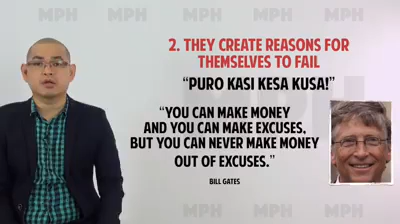 MPH MPH MPH MPH
2. THEY CREATE REASONS FOR
THEMSELVES TO FAIL
"PURO KASI KESA KUSA!"
"YOU CAN MAKE MONEY
AND YOU CAN MAKE EXCUSES,
BUT YOU CAN NEVER MAKE MONEY
OUT OF EXCUSES."
BILL GATES
MPH MPH MPH